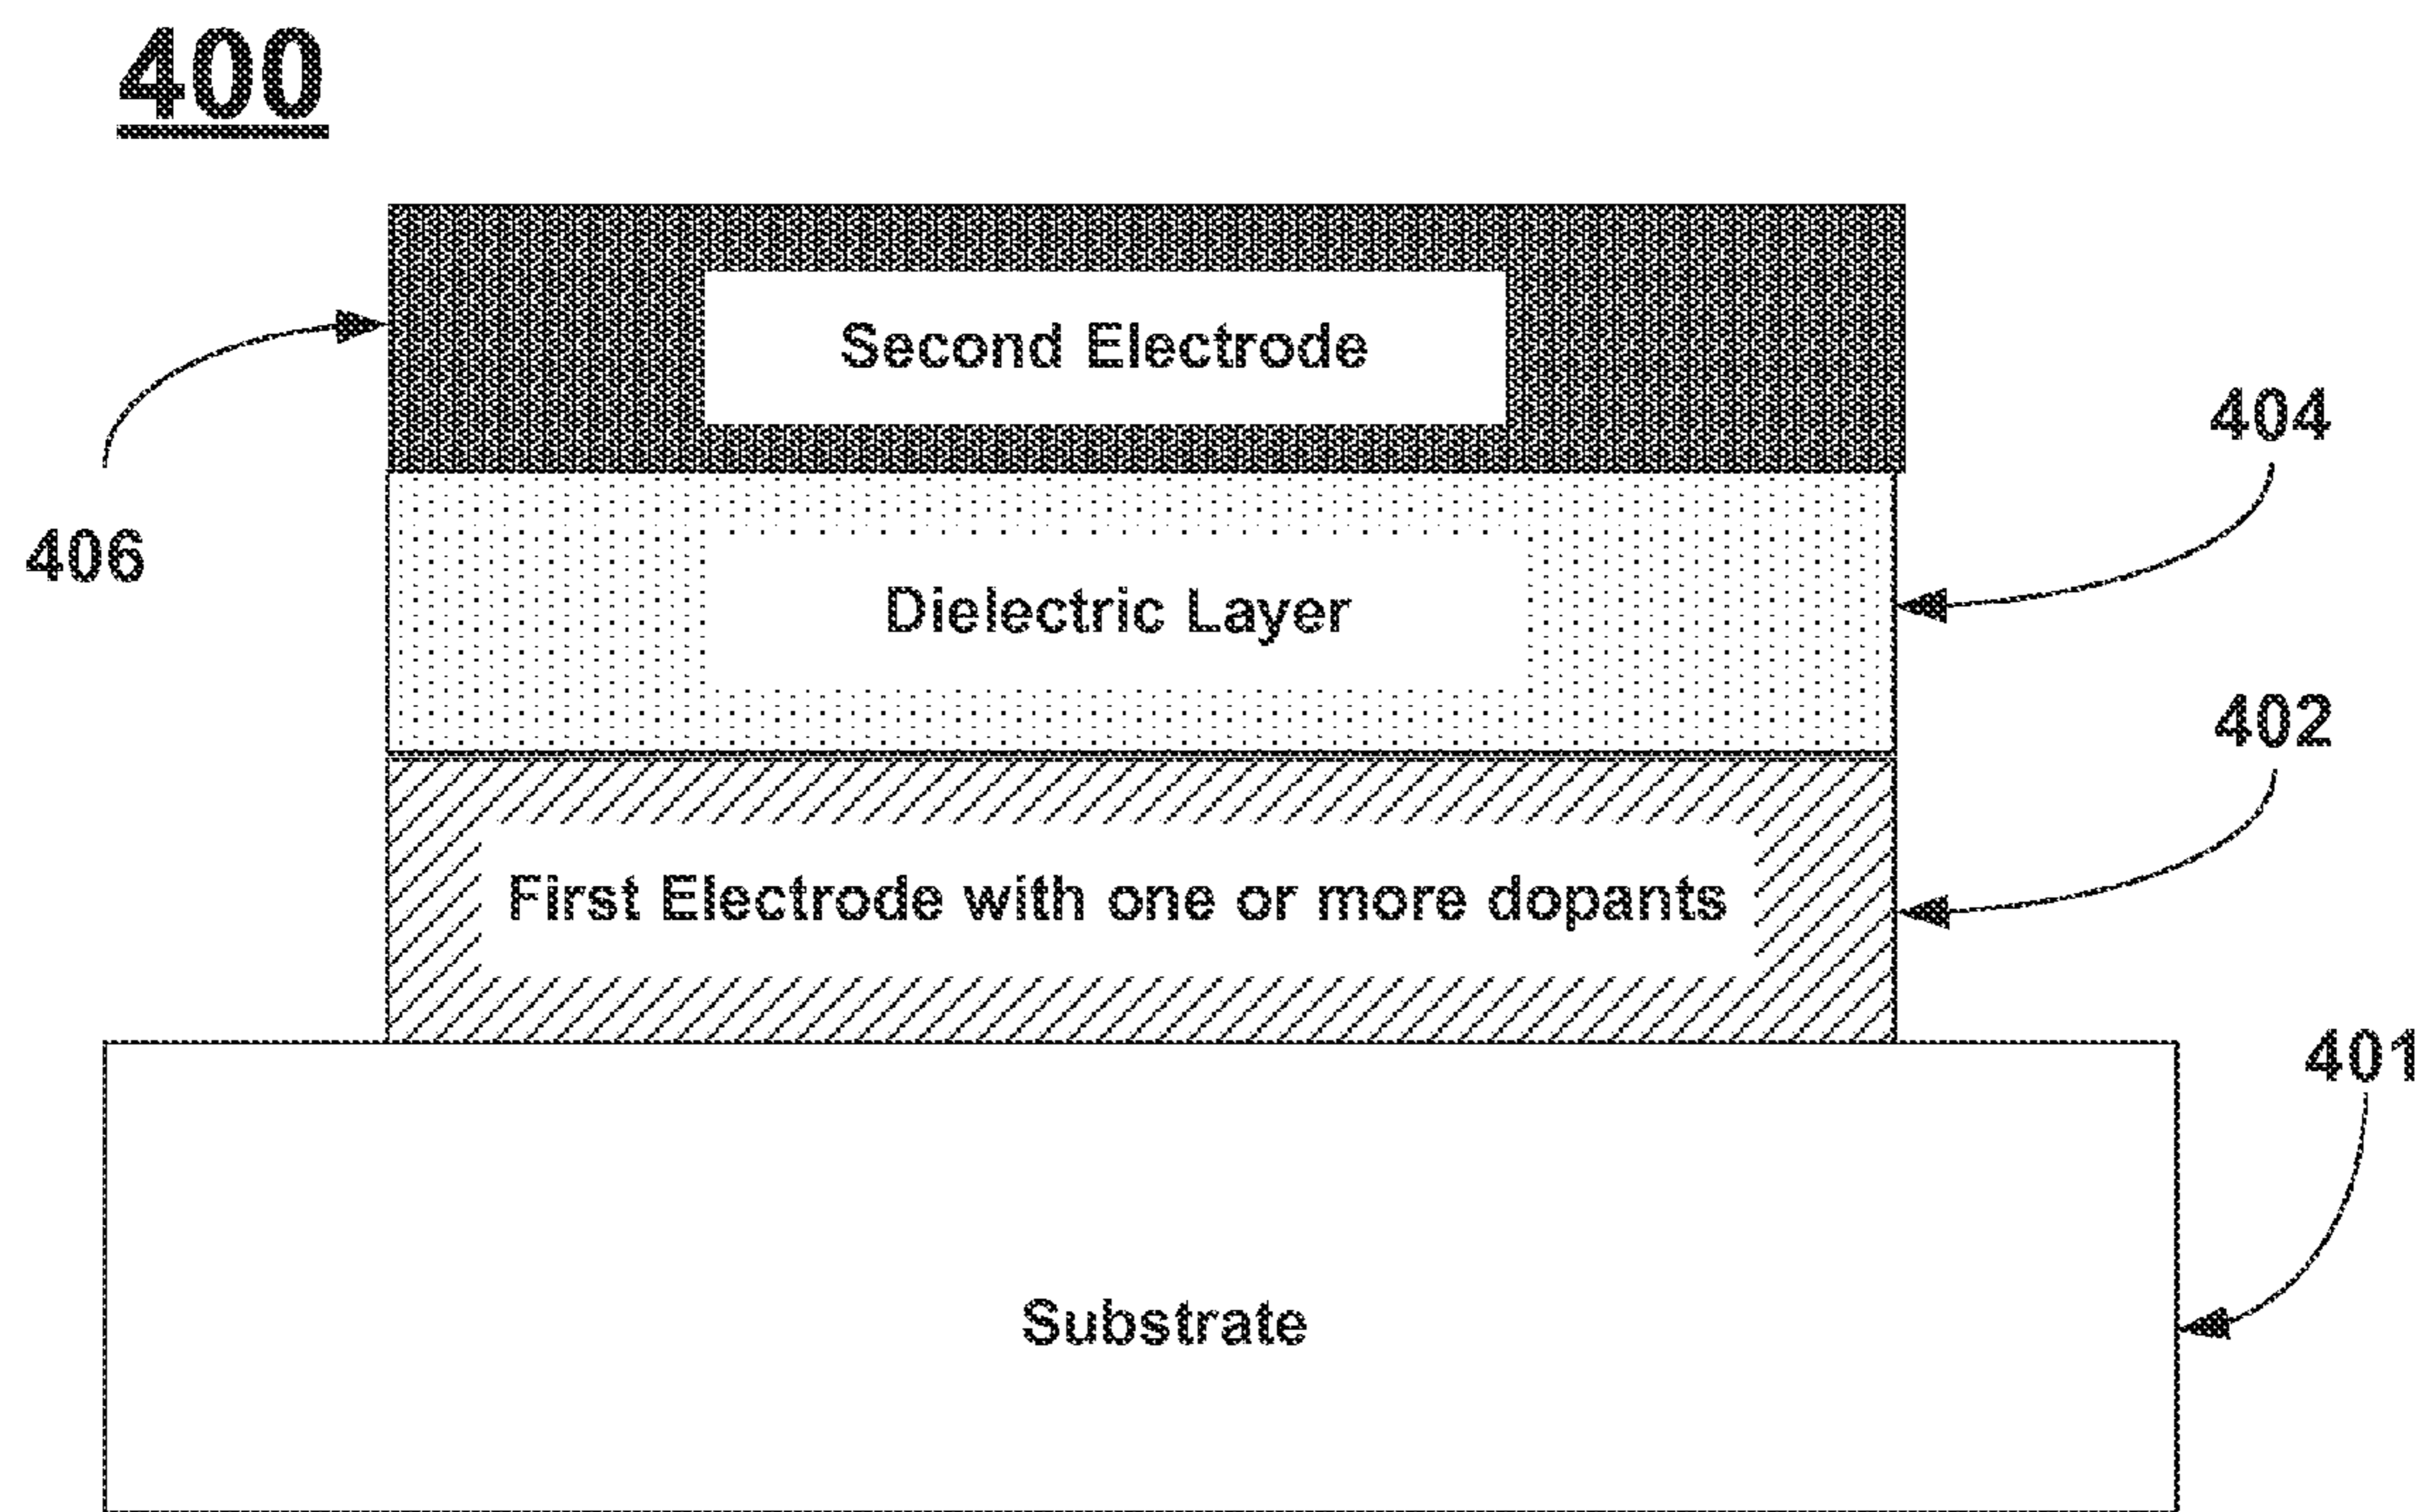 400
Second Electrode
404
406
Dielectric Layer
402
First Electrode with one or more dopants
401
Substrate